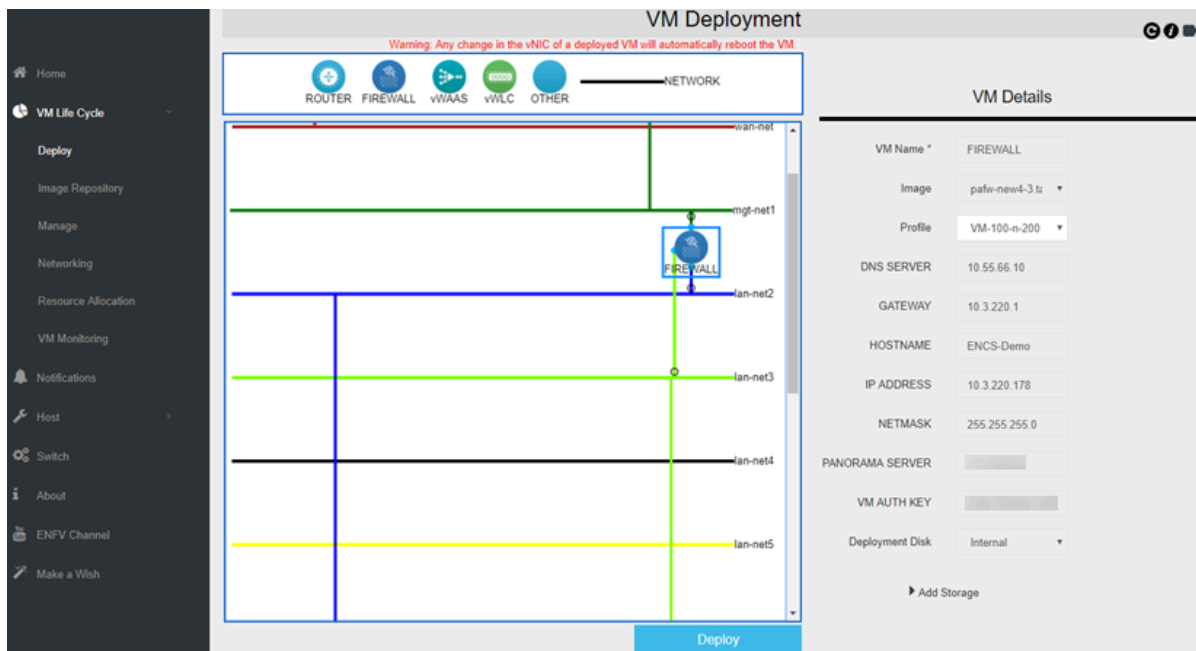 VM Deployment
Warning: Any change in the vNIC of a deployed VM will automatically reboot the VM.
Home
VM Life Cycle
Deploy
Image Repository
Manage
Networking
Resource Allocation
VM Monitoring
Notifications
Host
Switch
About
ENFV Channel
Make a Wish
ROUTER FIREWALL vWAAS vWLC OTHER NETWORK
wan-net
mgt-net1
FIREWALL
lan-net2
lan-net3
lan-net4
lan-net5
Deploy
VM Details
VM Name * FIREWALL
Image pafw-new4-3.ta
Profile VM-100-n-200
DNS SERVER 10.55.66.10
GATEWAY 10.3.220.1
HOSTNAME ENCS-Demo
IP ADDRESS 10.3.220.178
NETMASK 255.255.255.0
PANORAMA SERVER
VM AUTH KEY
Deployment Disk Internal
Add Storage